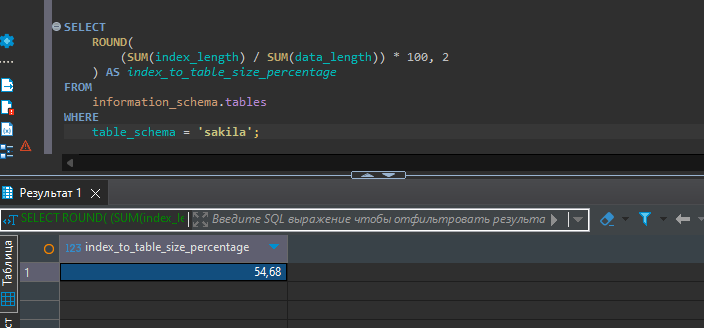 SELECT
ROUND(
(SUM(index_length) / SUM(data_length)) * 100, 2
) AS index_to_table_size_percentage
FROM
information_schema.tables
WHERE
table_schema = 'sakila';
Результат 1
SELECT ROUND( (SUM(index_le
Введите SQL выражение чтобы отфильтровать результа
Таблица
123 index_to_table_size_percentage
1 54,68